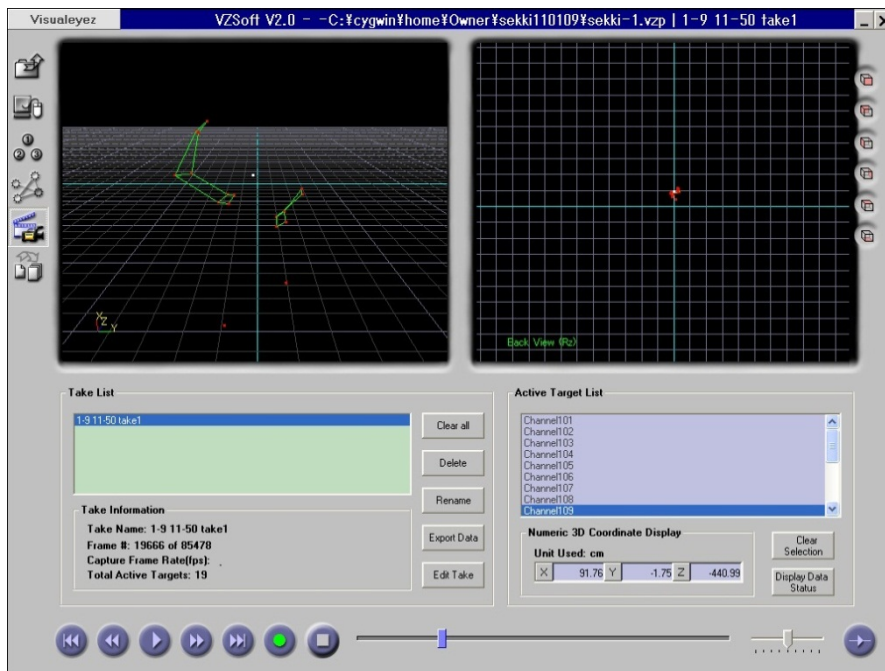 Visualeyez
VZSoft V2.0 - -C:¥cygwin¥home¥Owner¥sekki110109¥sekki-1.vzp | 1-9 11-50 take1
1
2 3
X
Z
Y
Back View (Rz)
Take List
1-9 11-50 take1
Clear all
Delete
Rename
Export Data
Edit Take
Take Information
Take Name: 1-9 11-50 take1
Frame #: 19666 of 85478
Capture Frame Rate(fps):
Total Active Targets: 19
Active Target List
Channel101
Channel102
Channel103
Channel104
Channel105
Channel106
Channel107
Channel108
Channel109
Numeric 3D Coordinate Display
Unit Used: cm
X 91.76 Y -1.75 Z -440.99
Clear
Selection
Display Data
Status